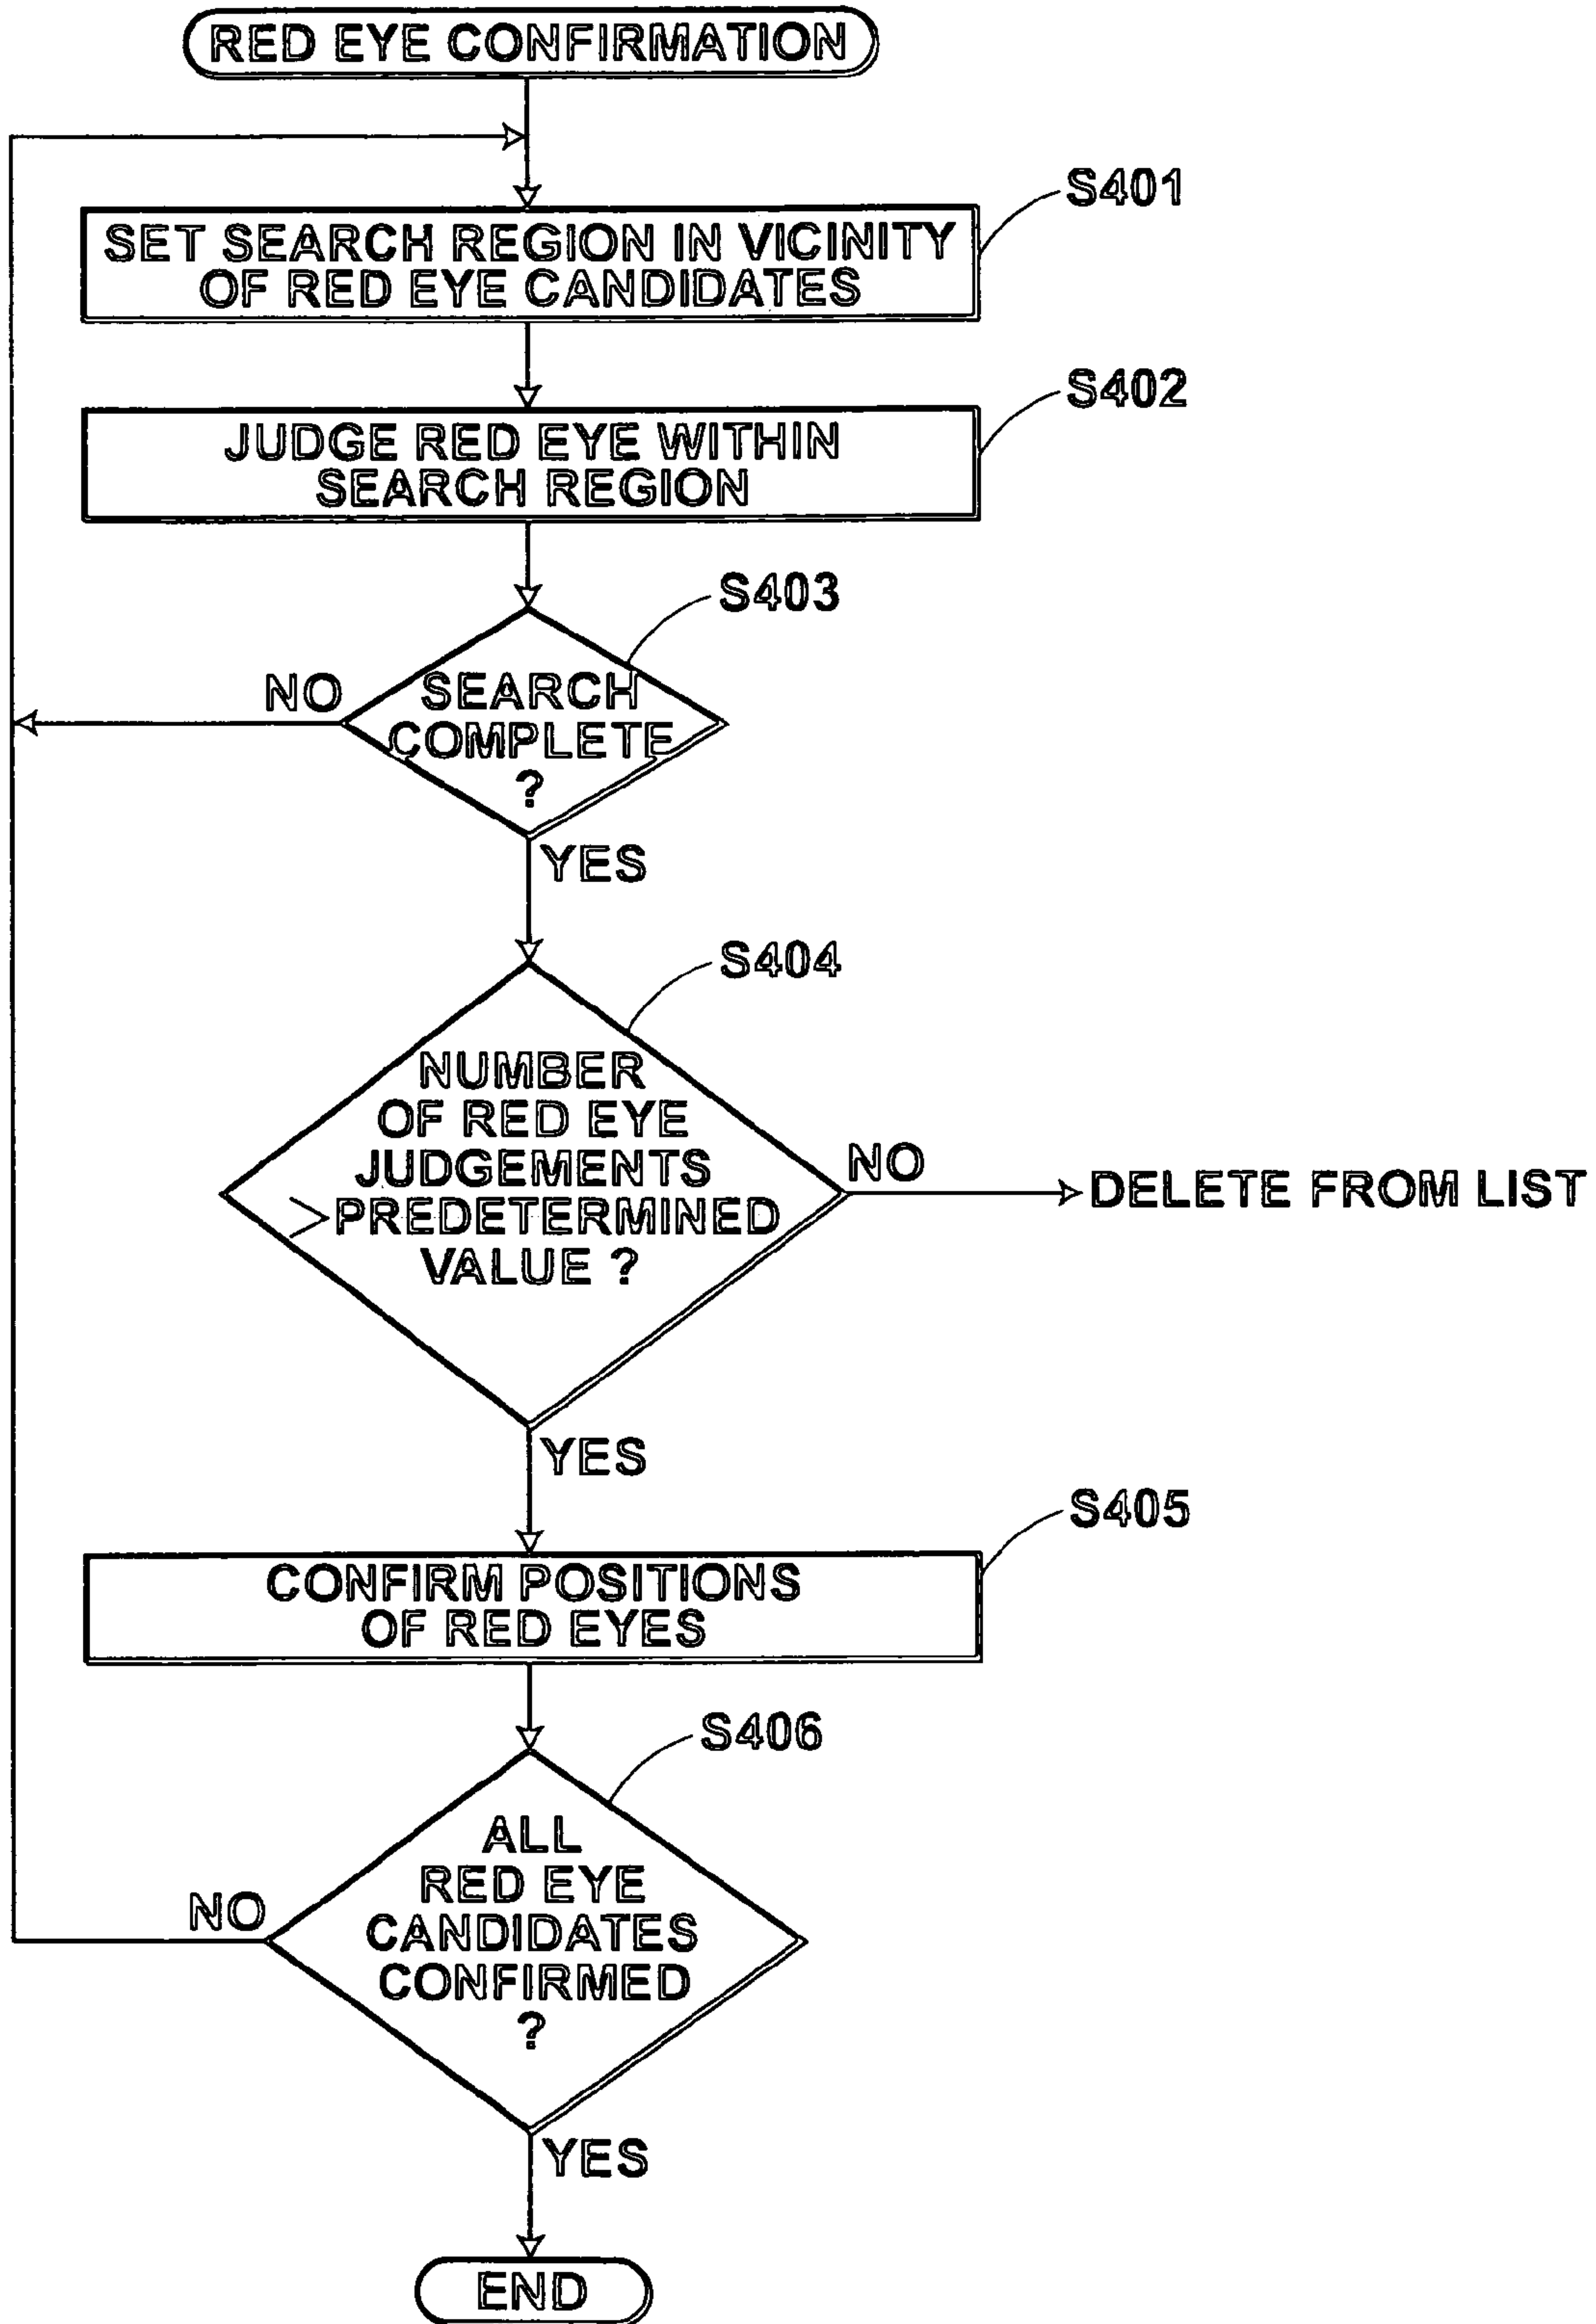 RED EYE CONFIRMATION
S401
SET SEARCH REGION IN VICINITY
OF RED EYE CANDIDATES
S402
JUDGE RED EYE WITHIN
SEARCH REGION
S403
NO
SEARCH
COMPLETE
?
YES
S404
NUMBER
OF RED EYE
JUDGEMENTS
>PREDETERMINED
VALUE ?
NO
DELETE FROM LIST
YES
S405
CONFIRM POSITIONS
OF RED EYES
S406
ALL
RED EYE
CANDIDATES
CONFIRMED
?
NO
YES
END